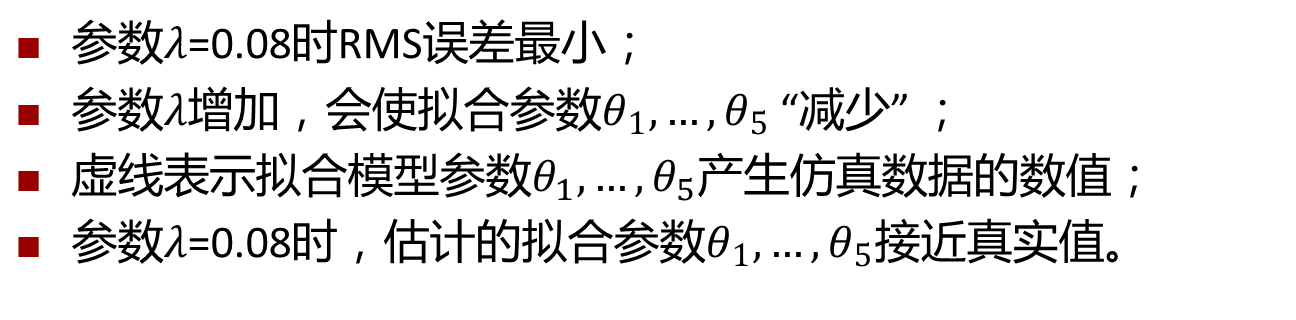 ■ 参数λ=0.08时RMS误差最小；
■ 参数λ增加，会使拟合参数θ₁, … , θ₅ “减少” ；
■ 虚线表示拟合模型参数θ₁, … , θ₅产生仿真数据的数值；
■ 参数λ=0.08时，估计的拟合参数θ₁, … , θ₅接近真实值。